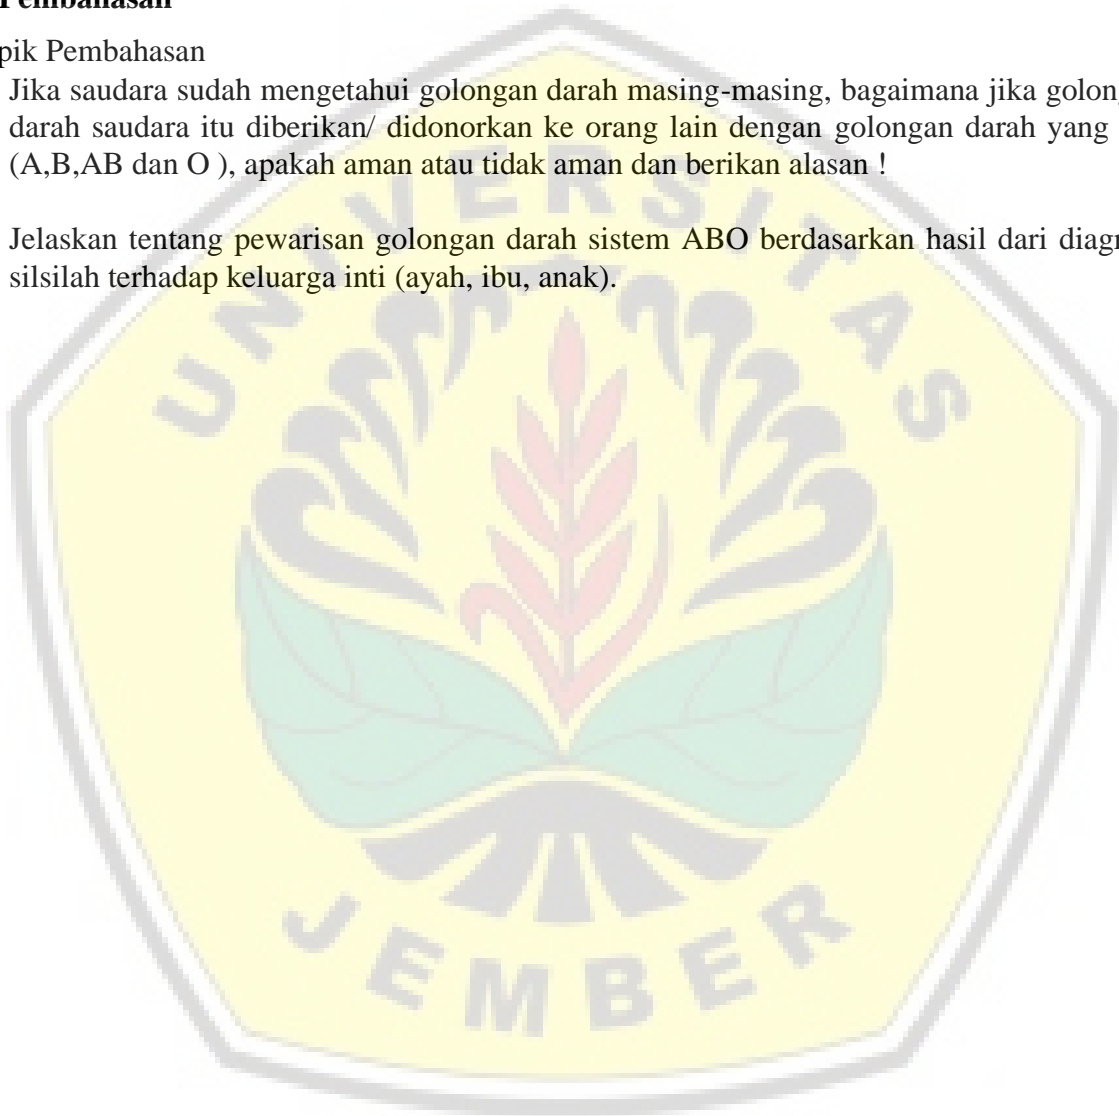 Pembahasan
pik Pembahasan
Jika saudara sudah mengetahui golongan darah masing-masing, bagaimana jika golong
darah saudara itu diberikan/ didonorkan ke orang lain dengan golongan darah yang
(A,B,AB dan O ), apakah aman atau tidak aman dan berikan alasan !
Jelaskan tentang pewarisan golongan darah sistem ABO berdasarkan hasil dari diagr
silsilah terhadap keluarga inti (ayah, ibu, anak).
UNIVERSITAS
JEMBER